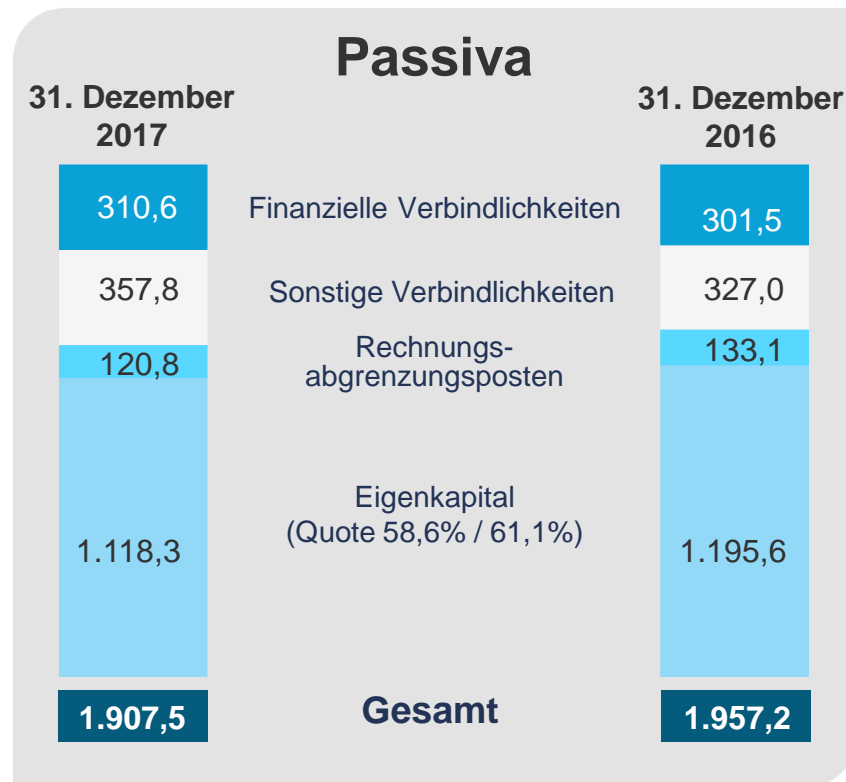 Passiva
31. Dezember
2017
31. Dezember
2016
310,6
Finanzielle Verbindlichkeiten
301,5
357,8
Sonstige Verbindlichkeiten
327,0
120,8
Rechnungs-
abgrenzungsposten
133,1
1.118,3
Eigenkapital
(Quote 58,6% / 61,1%)
1.195,6
1.907,5
Gesamt
1.957,2